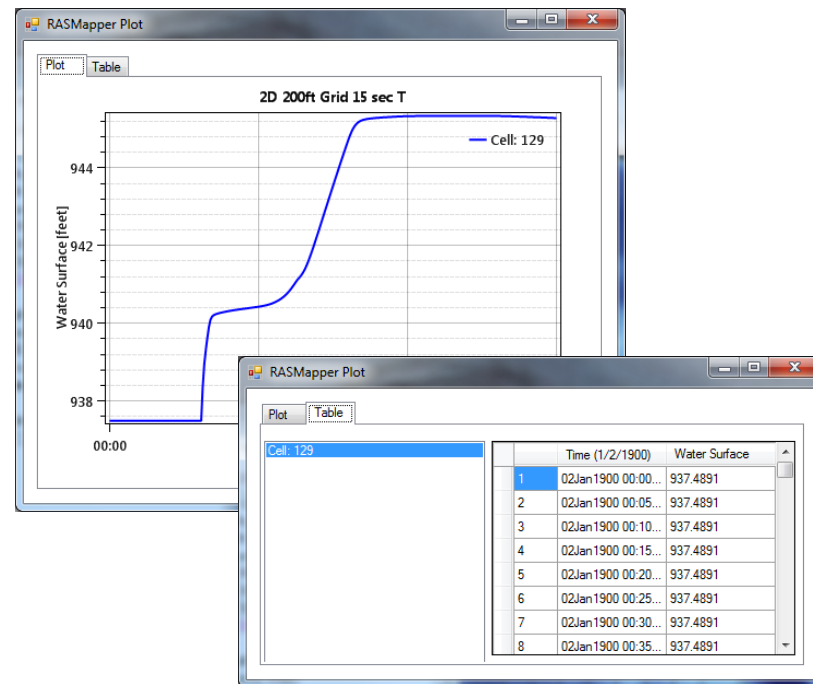 RASMapper Plot
Plot Table
2D 200ft Grid 15 sec T
Cell: 129
944
942
940
938
Water Surface [feet]
00:00
RASMapper Plot
Plot Table
Cell: 129
Time (1/2/1900) Water Surface
1 02Jan1900 00:00... 937.4891
2 02Jan1900 00:05... 937.4891
3 02Jan1900 00:10... 937.4891
4 02Jan1900 00:15... 937.4891
5 02Jan1900 00:20... 937.4891
6 02Jan1900 00:25... 937.4891
7 02Jan1900 00:30... 937.4891
8 02Jan1900 00:35... 937.4891